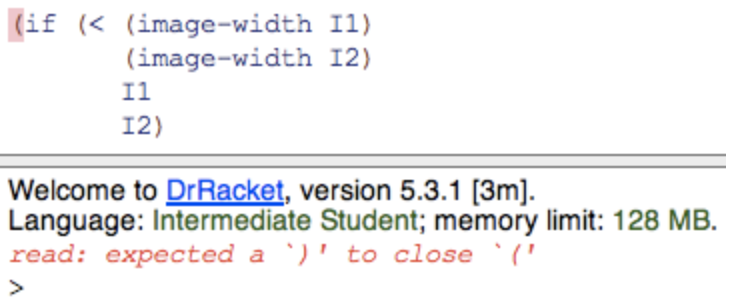 (if (< (image-width I1)
(image-width I2)
I1
I2)
Welcome to DrRacket, version 5.3.1 [3m].
Language: Intermediate Student; memory limit: 128 MB.
read: expected a `)' to close `('
>